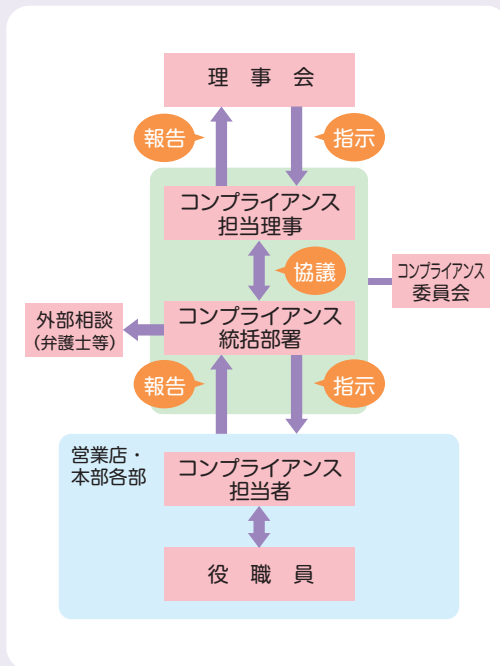 理 事 会
報告
指示
コンプライアンス
担当理事
協議
コンプライアンス
委員会
コンプライアンス
統括部署
外部相談
(弁護士等)
報告
指示
営業店・
本部各部
コンプライアンス
担当者
役 職 員